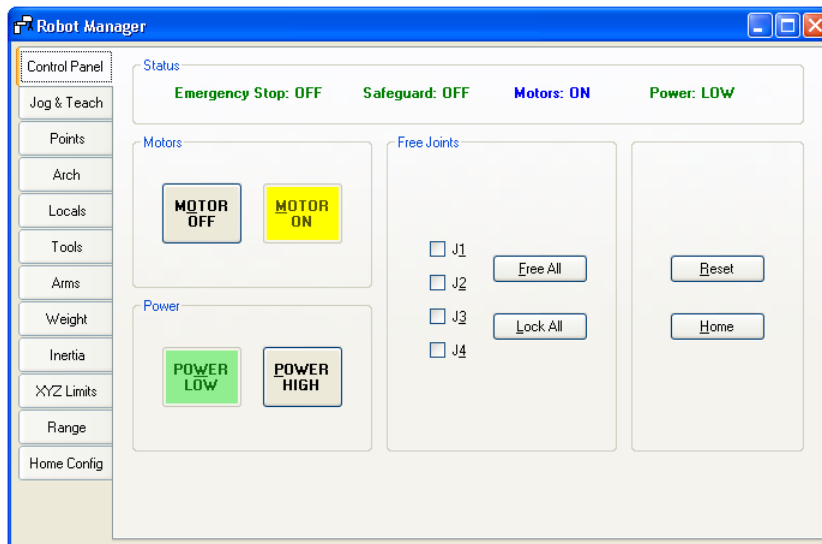 Robot Manager
Control Panel
Jog & Teach
Points
Arch
Locals
Tools
Arms
Weight
Inertia
XYZ Limits
Range
Home Config
Status
Emergency Stop: OFF Safeguard: OFF Motors: ON Power: LOW
Motors
MOTOR
OFF
MOTOR
ON
Power
POWER
LOW
POWER
HIGH
Free Joints
J1
J2
J3
J4
Free All
Lock All
Reset
Home